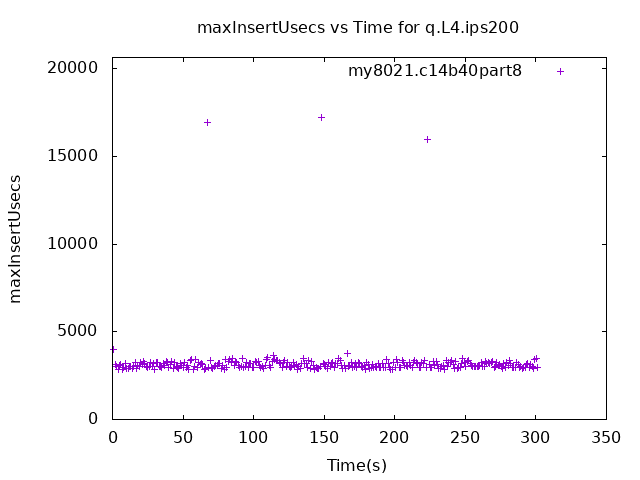 maxInsertUsecs vs Time for q.L4.ips200
my8021.c14b40part8
maxInsertUsecs
20000
15000
10000
5000
0
0 50 100 150 200 250 300 350
Time(s)